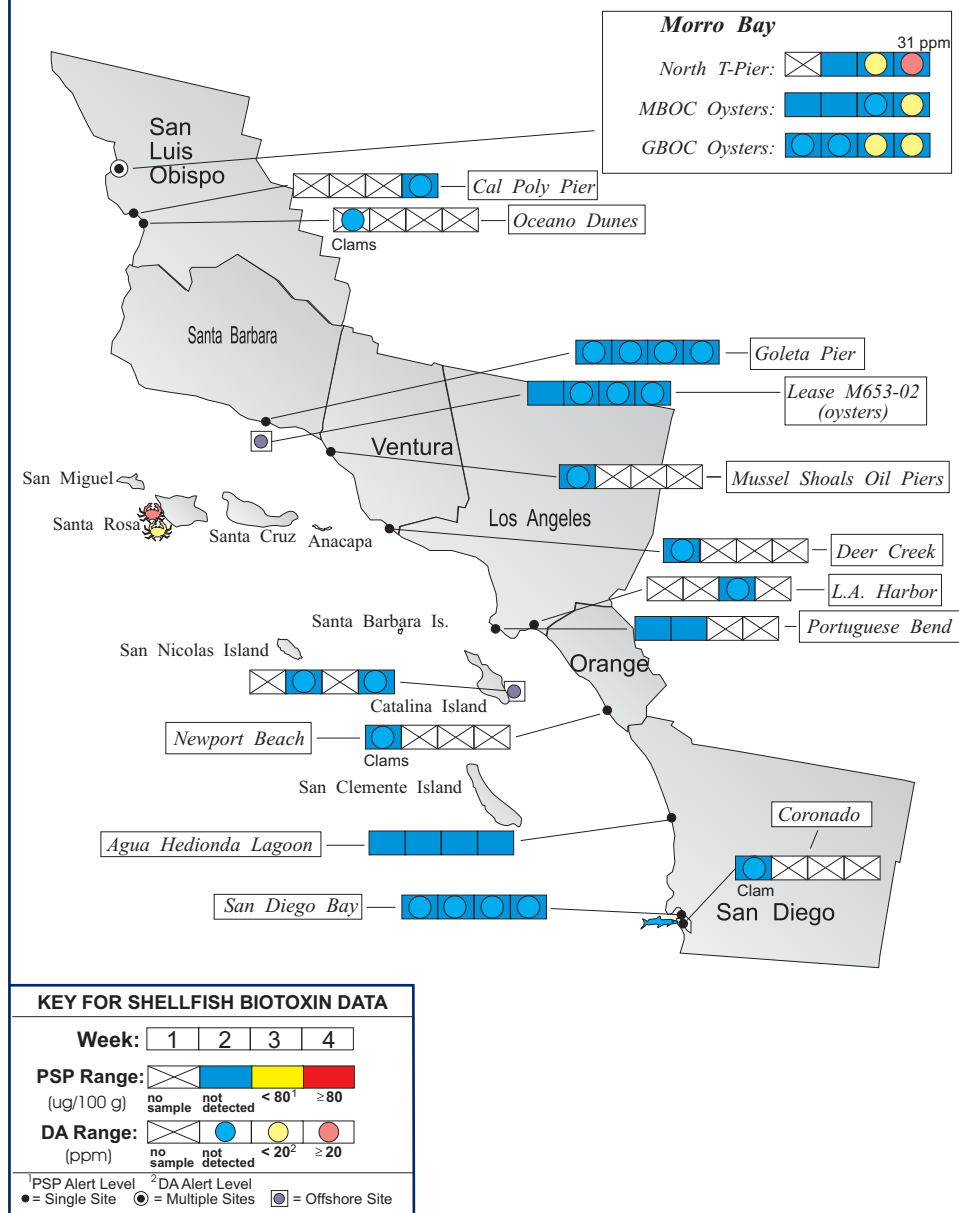 Morro Bay
31 ppm
North T-Pier:
MBOC Oysters:
GBOC Oysters:
San
Luis
Obispo
Cal Poly Pier
Oceano Dunes
Clams
Santa Barbara
Goleta Pier
Lease M653-02
(oysters)
Ventura
Mussel Shoals Oil Piers
San Miguel
Santa Rosa
Santa Cruz
Anacapa
Los Angeles
Deer Creek
L.A. Harbor
Portuguese Bend
Santa Barbara Is.
San Nicolas Island
Orange
Catalina Island
Newport Beach
Clams
San Clemente Island
Coronado
Agua Hedionda Lagoon
Clam
San Diego Bay
San Diego
KEY FOR SHELLFISH BIOTOXIN DATA
Week: 1 2 3 4
PSP Range:
(ug/100 g)
no sample not detected < 80¹ ≥80
DA Range:
(ppm)
no sample not detected < 20² ≥ 20
¹PSP Alert Level ²DA Alert Level
= Single Site = Multiple Sites = Offshore Site